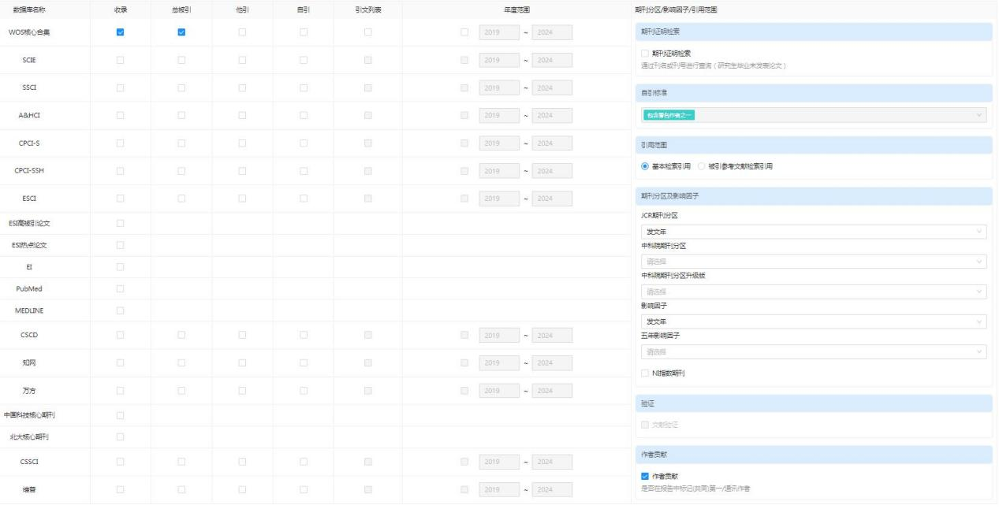 数据库名称 收录 总被引 他引 自引 引文列表 年度范围 期刊分区/影响因子/引用范围
WOS核心合集 2019 ~ 2024
SCIE 2019 ~ 2024
SSCI 2019 ~ 2024
A&HCI 2019 ~ 2024
CPCI-S 2019 ~ 2024
CPCI-SSH 2019 ~ 2024
ESCI 2019 ~ 2024
ESI高被引论文
ESI热点论文
EI
PubMed
MEDLINE
CSCD 2019 ~ 2024
知网 2019 ~ 2024
万方 2019 ~ 2024
中国科技核心期刊
北大核心期刊
CSSCI 2019 ~ 2024
维普 2019 ~ 2024
期刊证明检索
期刊证明检索
通过刊名或刊号进行查询（研究生毕业未发表论文）
自引标准
包含署名作者之一
引用范围
基本检索引用 被引参考文献检索引用
期刊分区及影响因子
JCR期刊分区
发文年
中科院期刊分区
请选择
中科院期刊分区升级版
请选择
影响因子
发文年
五年影响因子
请选择
NI指数期刊
验证
文献验证
作者贡献
作者贡献
是否在报告中标记(共同)第一/通讯作者